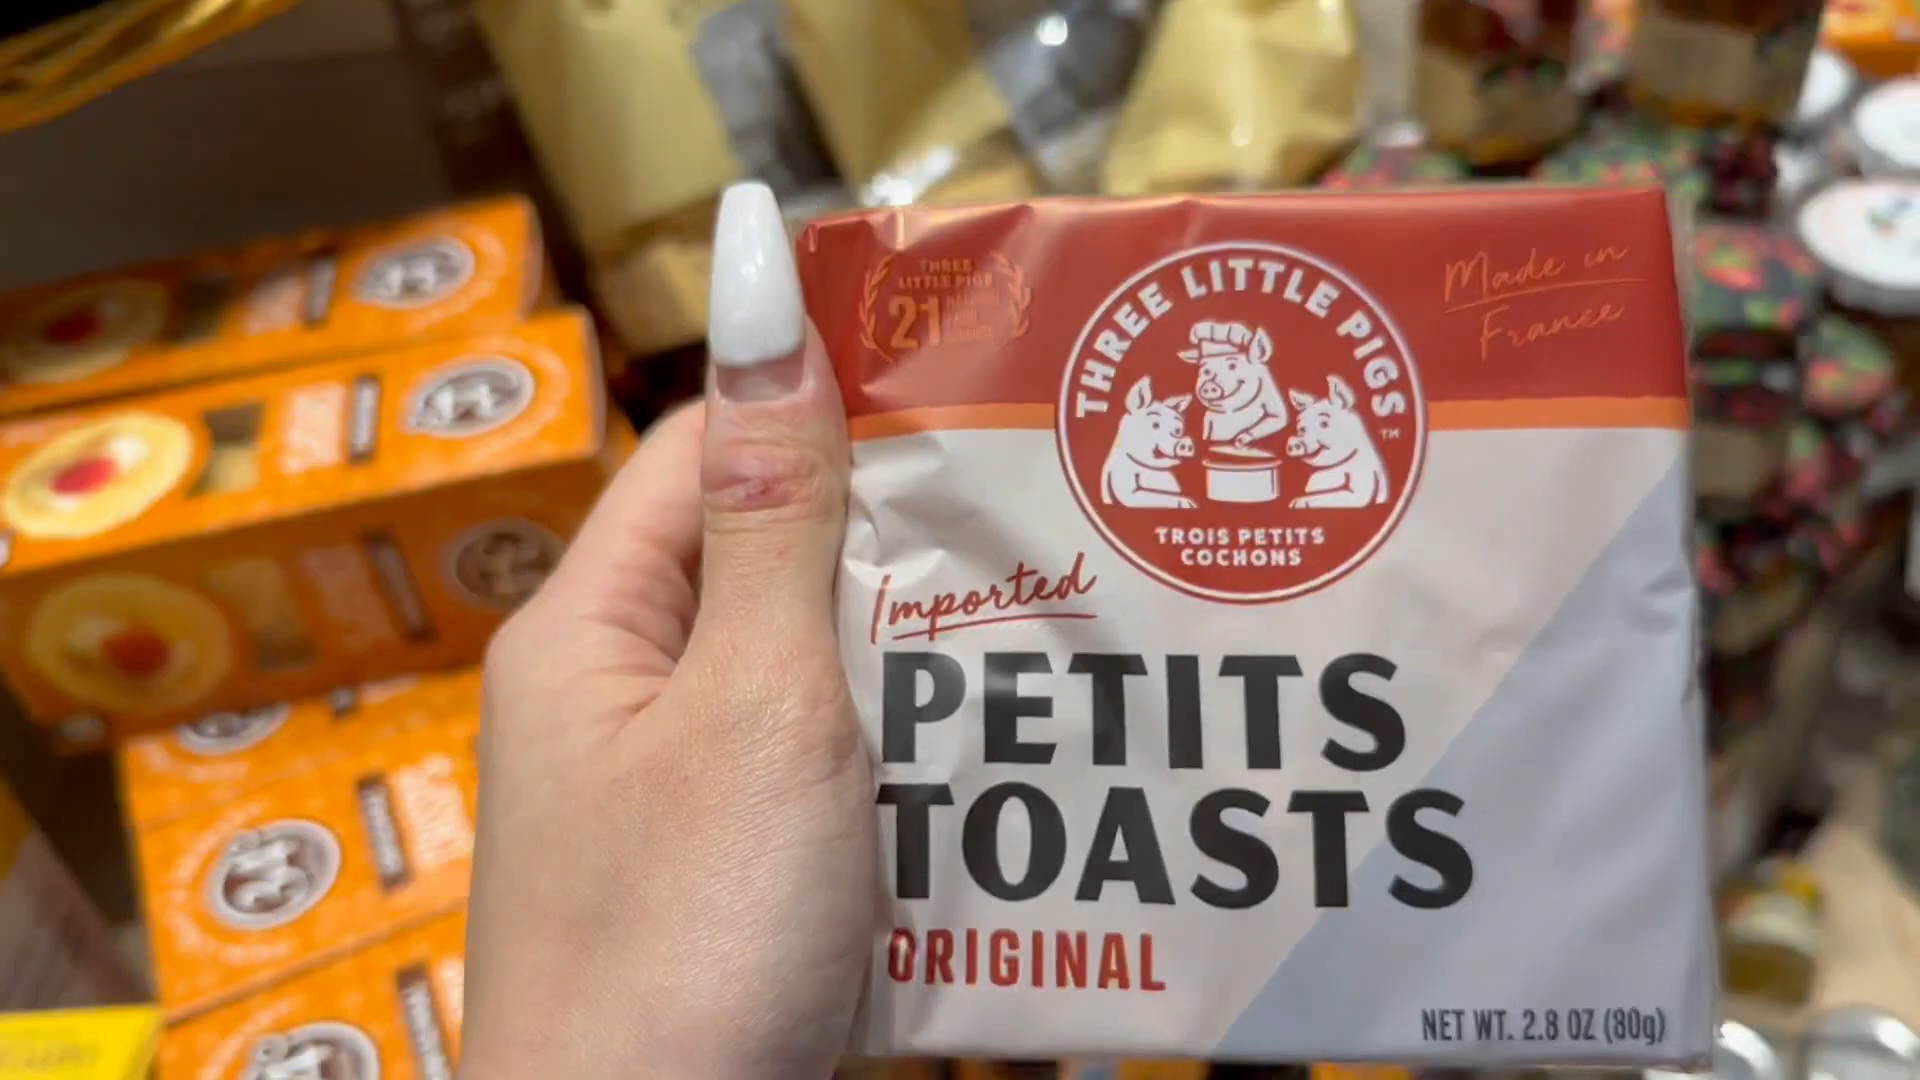 THREE
LITTLE PIGS
21
THREE LITTLE PIGS
TM
TROIS PETITS
COCHONS
Made in
France
Imported
PETITS
TOASTS
ORIGINAL
NET WT. 2.8 OZ (80g)